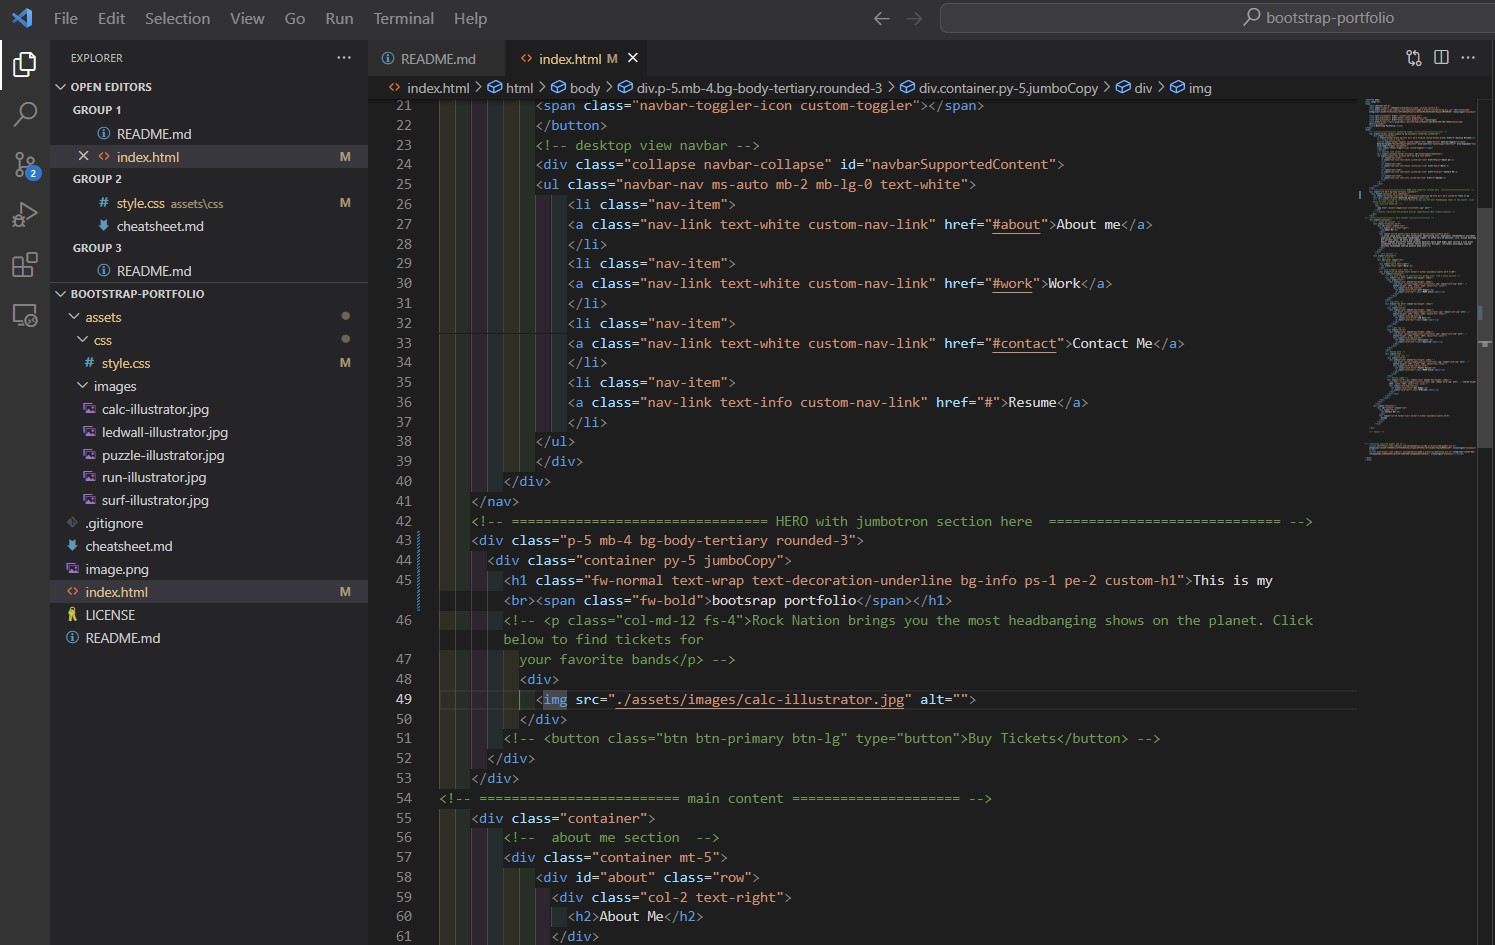 File Edit Selection View Go Run Terminal Help
bootstrap-portfolio
EXPLORER
OPEN EDITORS
GROUP 1
README.md
index.html M
GROUP 2
style.css assets\css M
cheatsheet.md
GROUP 3
README.md
BOOTSTRAP-PORTFOLIO
assets
css
style.css M
images
calc-illustrator.jpg
ledwall-illustrator.jpg
puzzle-illustrator.jpg
run-illustrator.jpg
surf-illustrator.jpg
.gitignore
cheatsheet.md
image.png
index.html M
LICENSE
README.md
2
README.md
index.html M
index.html > html > body > div.p-5.mb-4.bg-body-tertiary.rounded-3 > div.container.py-5.jumboCopy > div > img
21 <span class="navbar-toggler-icon custom-toggler"></span>
22 </button>
23 <!-- desktop view navbar -->
24 <div class="collapse navbar-collapse" id="navbarSupportedContent">
25 <ul class="navbar-nav ms-auto mb-2 mb-lg-0 text-white">
26 <li class="nav-item">
27 <a class="nav-link text-white custom-nav-link" href="#about">About me</a>
28 </li>
29 <li class="nav-item">
30 <a class="nav-link text-white custom-nav-link" href="#work">Work</a>
31 </li>
32 <li class="nav-item">
33 <a class="nav-link text-white custom-nav-link" href="#contact">Contact Me</a>
34 </li>
35 <li class="nav-item">
36 <a class="nav-link text-info custom-nav-link" href="#">Resume</a>
37 </li>
38 </ul>
39 </div>
40 </div>
41 </nav>
42 <!-- ================================ HERO with jumbotron section here ============================= -->
43 <div class="p-5 mb-4 bg-body-tertiary rounded-3">
44 <div class="container py-5 jumboCopy">
45 <h1 class="fw-normal text-wrap text-decoration-underline bg-info ps-1 pe-2 custom-h1">This is my
<br><span class="fw-bold">bootsrap portfolio</span></h1>
46 <!-- <p class="col-md-12 fs-4">Rock Nation brings you the most headbanging shows on the planet. Click
below to find tickets for
47 your favorite bands</p> -->
48 <div>
49 <img src="./assets/images/calc-illustrator.jpg" alt="">
50 </div>
51 <!-- <button class="btn btn-primary btn-lg" type="button">Buy Tickets</button> -->
52 </div>
53 </div>
54 <!-- ========================= main content ===================== -->
55 <div class="container">
56 <!-- about me section -->
57 <div class="container mt-5">
58 <div id="about" class="row">
59 <div class="col-2 text-right">
60 <h2>About Me</h2>
61 </div>